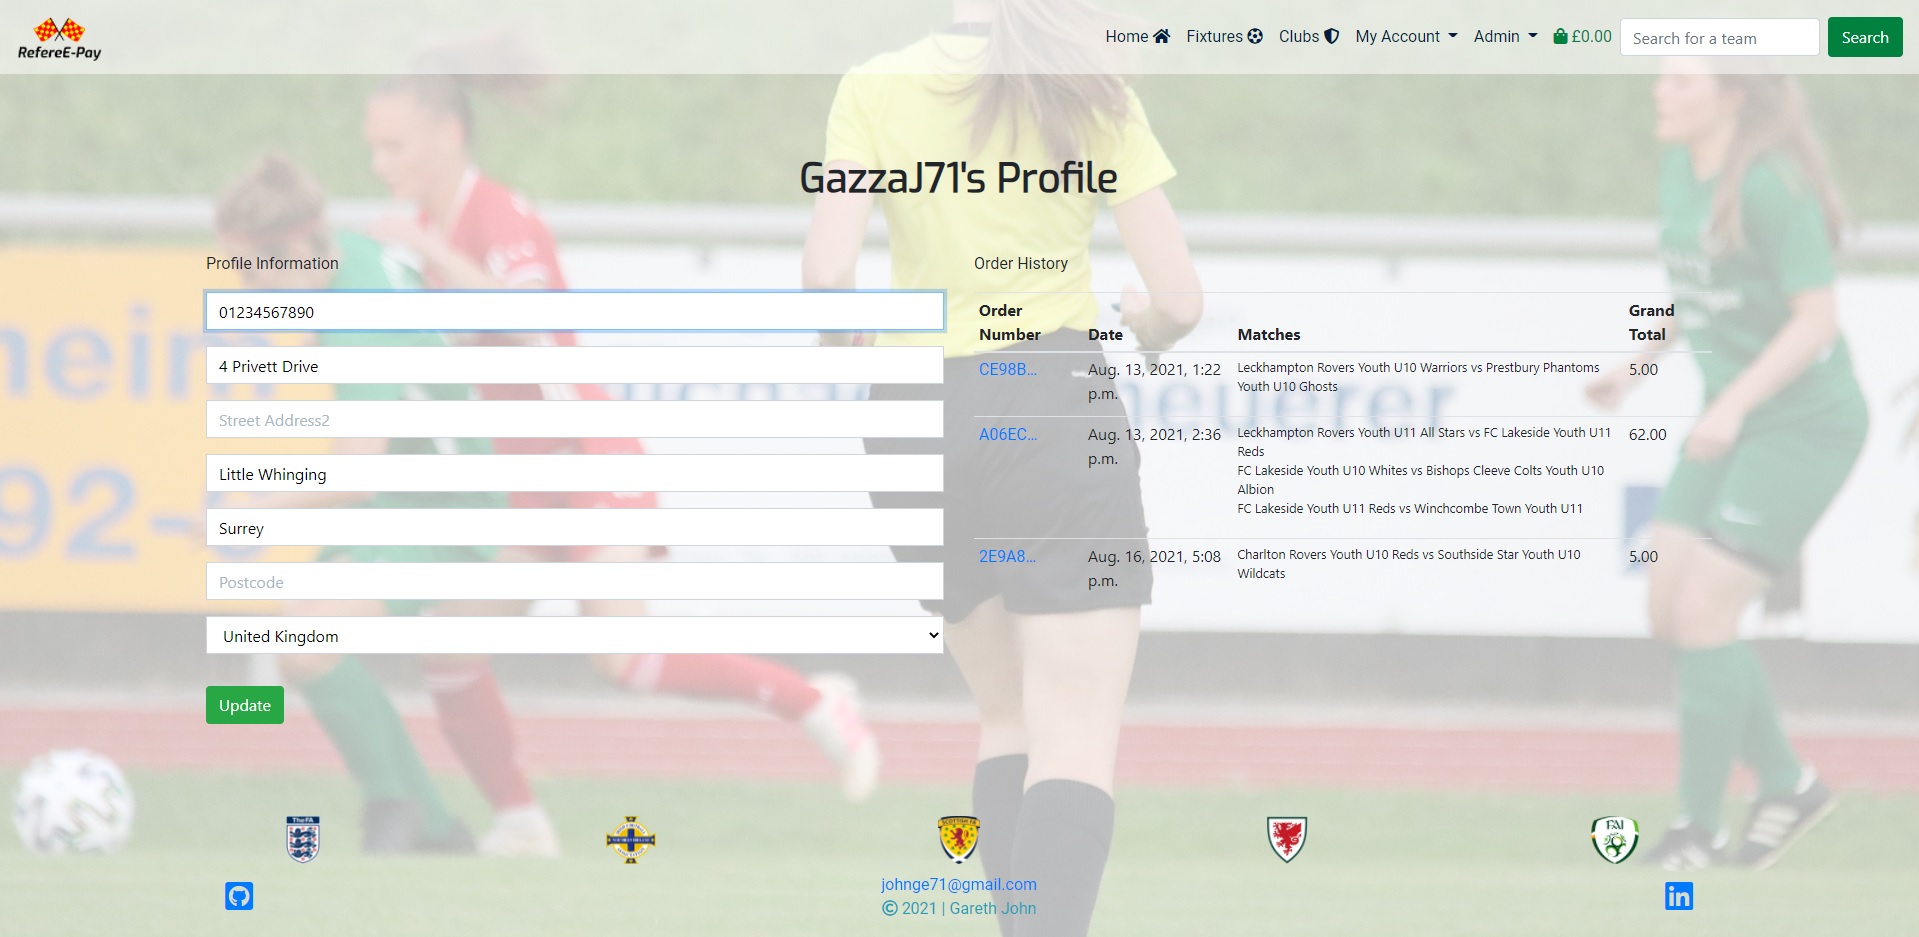 RefereE-Pay
Home
Fixtures
Clubs
My Account
Admin
£0.00
Search for a team
Search
GazzaJ71's Profile
Profile Information
01234567890
4 Privett Drive
Street Address2
Little Whinging
Surrey
Postcode
United Kingdom
Update
Order History
Order Number Date Matches Grand Total
CE98B... Aug. 13, 2021, 1:22 p.m. Leckhampton Rovers Youth U10 Warriors vs Prestbury Phantoms 5.00
Youth U10 Ghosts
A06EC... Aug. 13, 2021, 2:36 p.m. Leckhampton Rovers Youth U11 All Stars vs FC Lakeside Youth U11 62.00
Reds
FC Lakeside Youth U10 Whites vs Bishops Cleeve Colts Youth U10
Albion
FC Lakeside Youth U11 Reds vs Winchcombe Town Youth U11
2E9A8... Aug. 16, 2021, 5:08 p.m. Charlton Rovers Youth U10 Reds vs Southside Star Youth U10 5.00
Wildcats
heim
92-
euerer
TheFA
SCOTTISH FA
FAI
johnge71@gmail.com
© 2021 | Gareth John
in